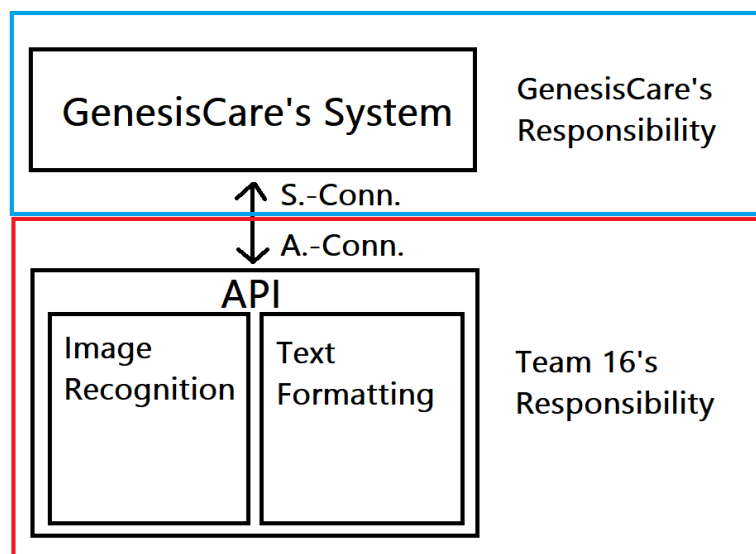 GenesisCare's System
GenesisCare's
Responsibility
S.-Conn.
A.-Conn.
API
Image
Recognition
Text
Formatting
Team 16's
Responsibility